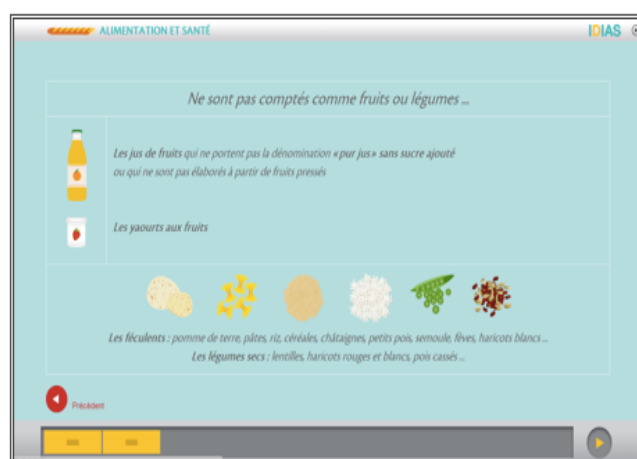 ALIMENTATION ET SANTÉ
IDIAS
Ne sont pas comptés comme fruits ou légumes ...
Les jus de fruits qui ne portent pas la dénomination « pur jus » sans sucre ajouté
ou qui ne sont pas élaborés à partir de fruits pressés
Les yaourts aux fruits
Les féculents : pomme de terre, pâtes, riz, céréales, châtaignes, petits pois, semoule, fèves, haricots blancs ...
Les légumes secs : lentilles, haricots rouges et blancs, pois cassés ...
Précédent